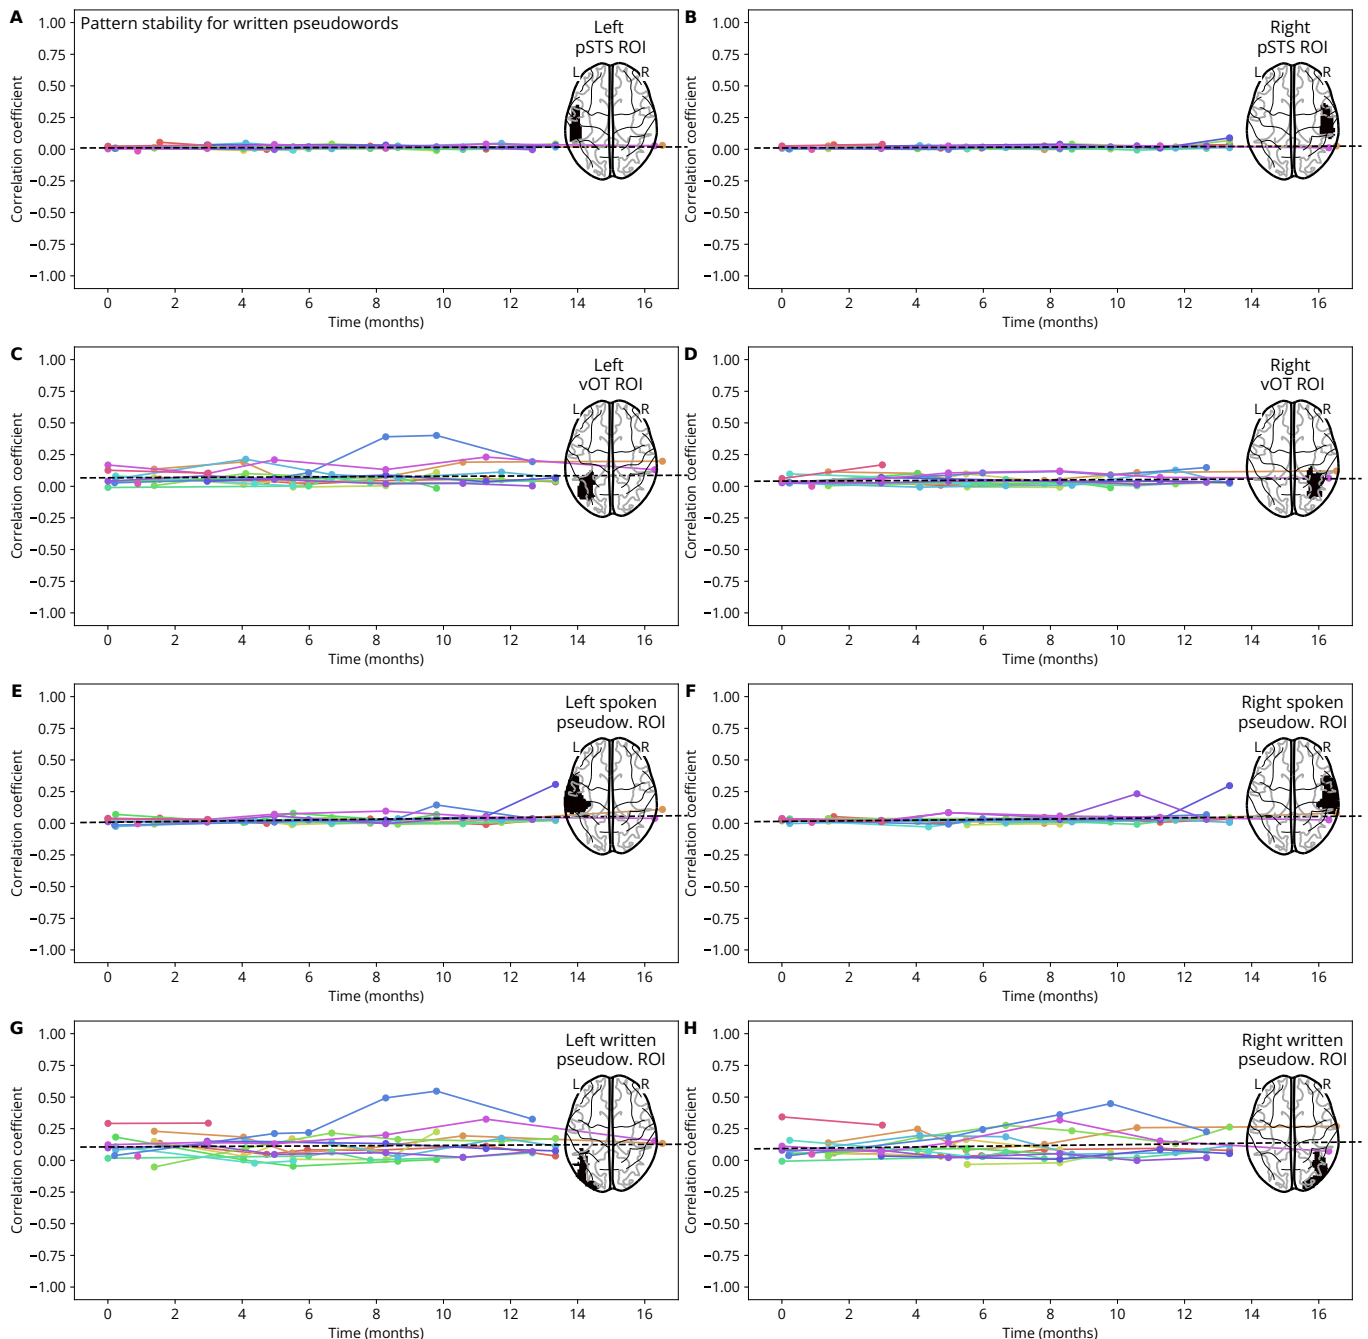 A
Pattern stability for written pseudowords
Left
pSTS ROI
L R
1.00
0.75
0.50
0.25
0.00
−0.25
−0.50
−0.75
−1.00
Correlation coefficient
0 2 4 6 8 10 12 14 16
Time (months)
B
Right
pSTS ROI
L R
1.00
0.75
0.50
0.25
0.00
−0.25
−0.50
−0.75
−1.00
Correlation coefficient
0 2 4 6 8 10 12 14 16
Time (months)
C
Left
vOT ROI
L R
1.00
0.75
0.50
0.25
0.00
−0.25
−0.50
−0.75
−1.00
Correlation coefficient
0 2 4 6 8 10 12 14 16
Time (months)
D
Right
vOT ROI
L R
1.00
0.75
0.50
0.25
0.00
−0.25
−0.50
−0.75
−1.00
Correlation coefficient
0 2 4 6 8 10 12 14 16
Time (months)
E
Left spoken
pseudow. ROI
L R
1.00
0.75
0.50
0.25
0.00
−0.25
−0.50
−0.75
−1.00
Correlation coefficient
0 2 4 6 8 10 12 14 16
Time (months)
F
Right spoken
pseudow. ROI
L R
1.00
0.75
0.50
0.25
0.00
−0.25
−0.50
−0.75
−1.00
Correlation coefficient
0 2 4 6 8 10 12 14 16
Time (months)
G
Left written
pseudow. ROI
L R
1.00
0.75
0.50
0.25
0.00
−0.25
−0.50
−0.75
−1.00
Correlation coefficient
0 2 4 6 8 10 12 14 16
Time (months)
H
Right written
pseudow. ROI
L R
1.00
0.75
0.50
0.25
0.00
−0.25
−0.50
−0.75
−1.00
Correlation coefficient
0 2 4 6 8 10 12 14 16
Time (months)